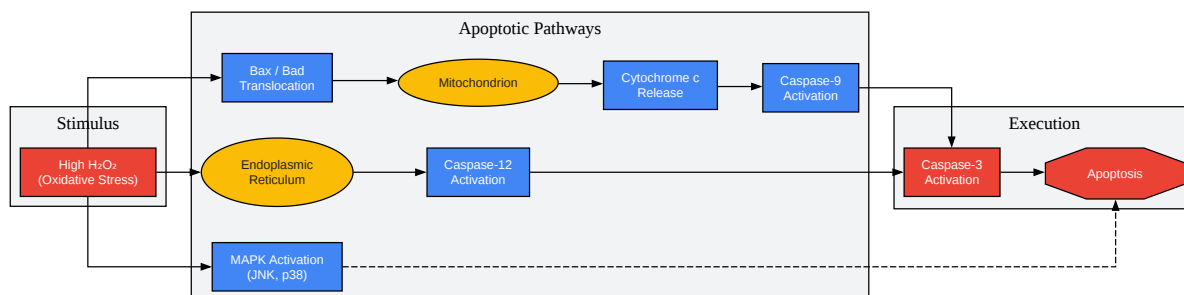 Apoptotic Pathways
Bax / Bad
Translocation
Mitochondrion
Cytochrome c
Release
Caspase-9
Activation
Stimulus
High H₂O₂
(Oxidative Stress)
Endoplasmic
Reticulum
Caspase-12
Activation
Execution
Caspase-3
Activation
Apoptosis
MAPK Activation
(JNK, p38)